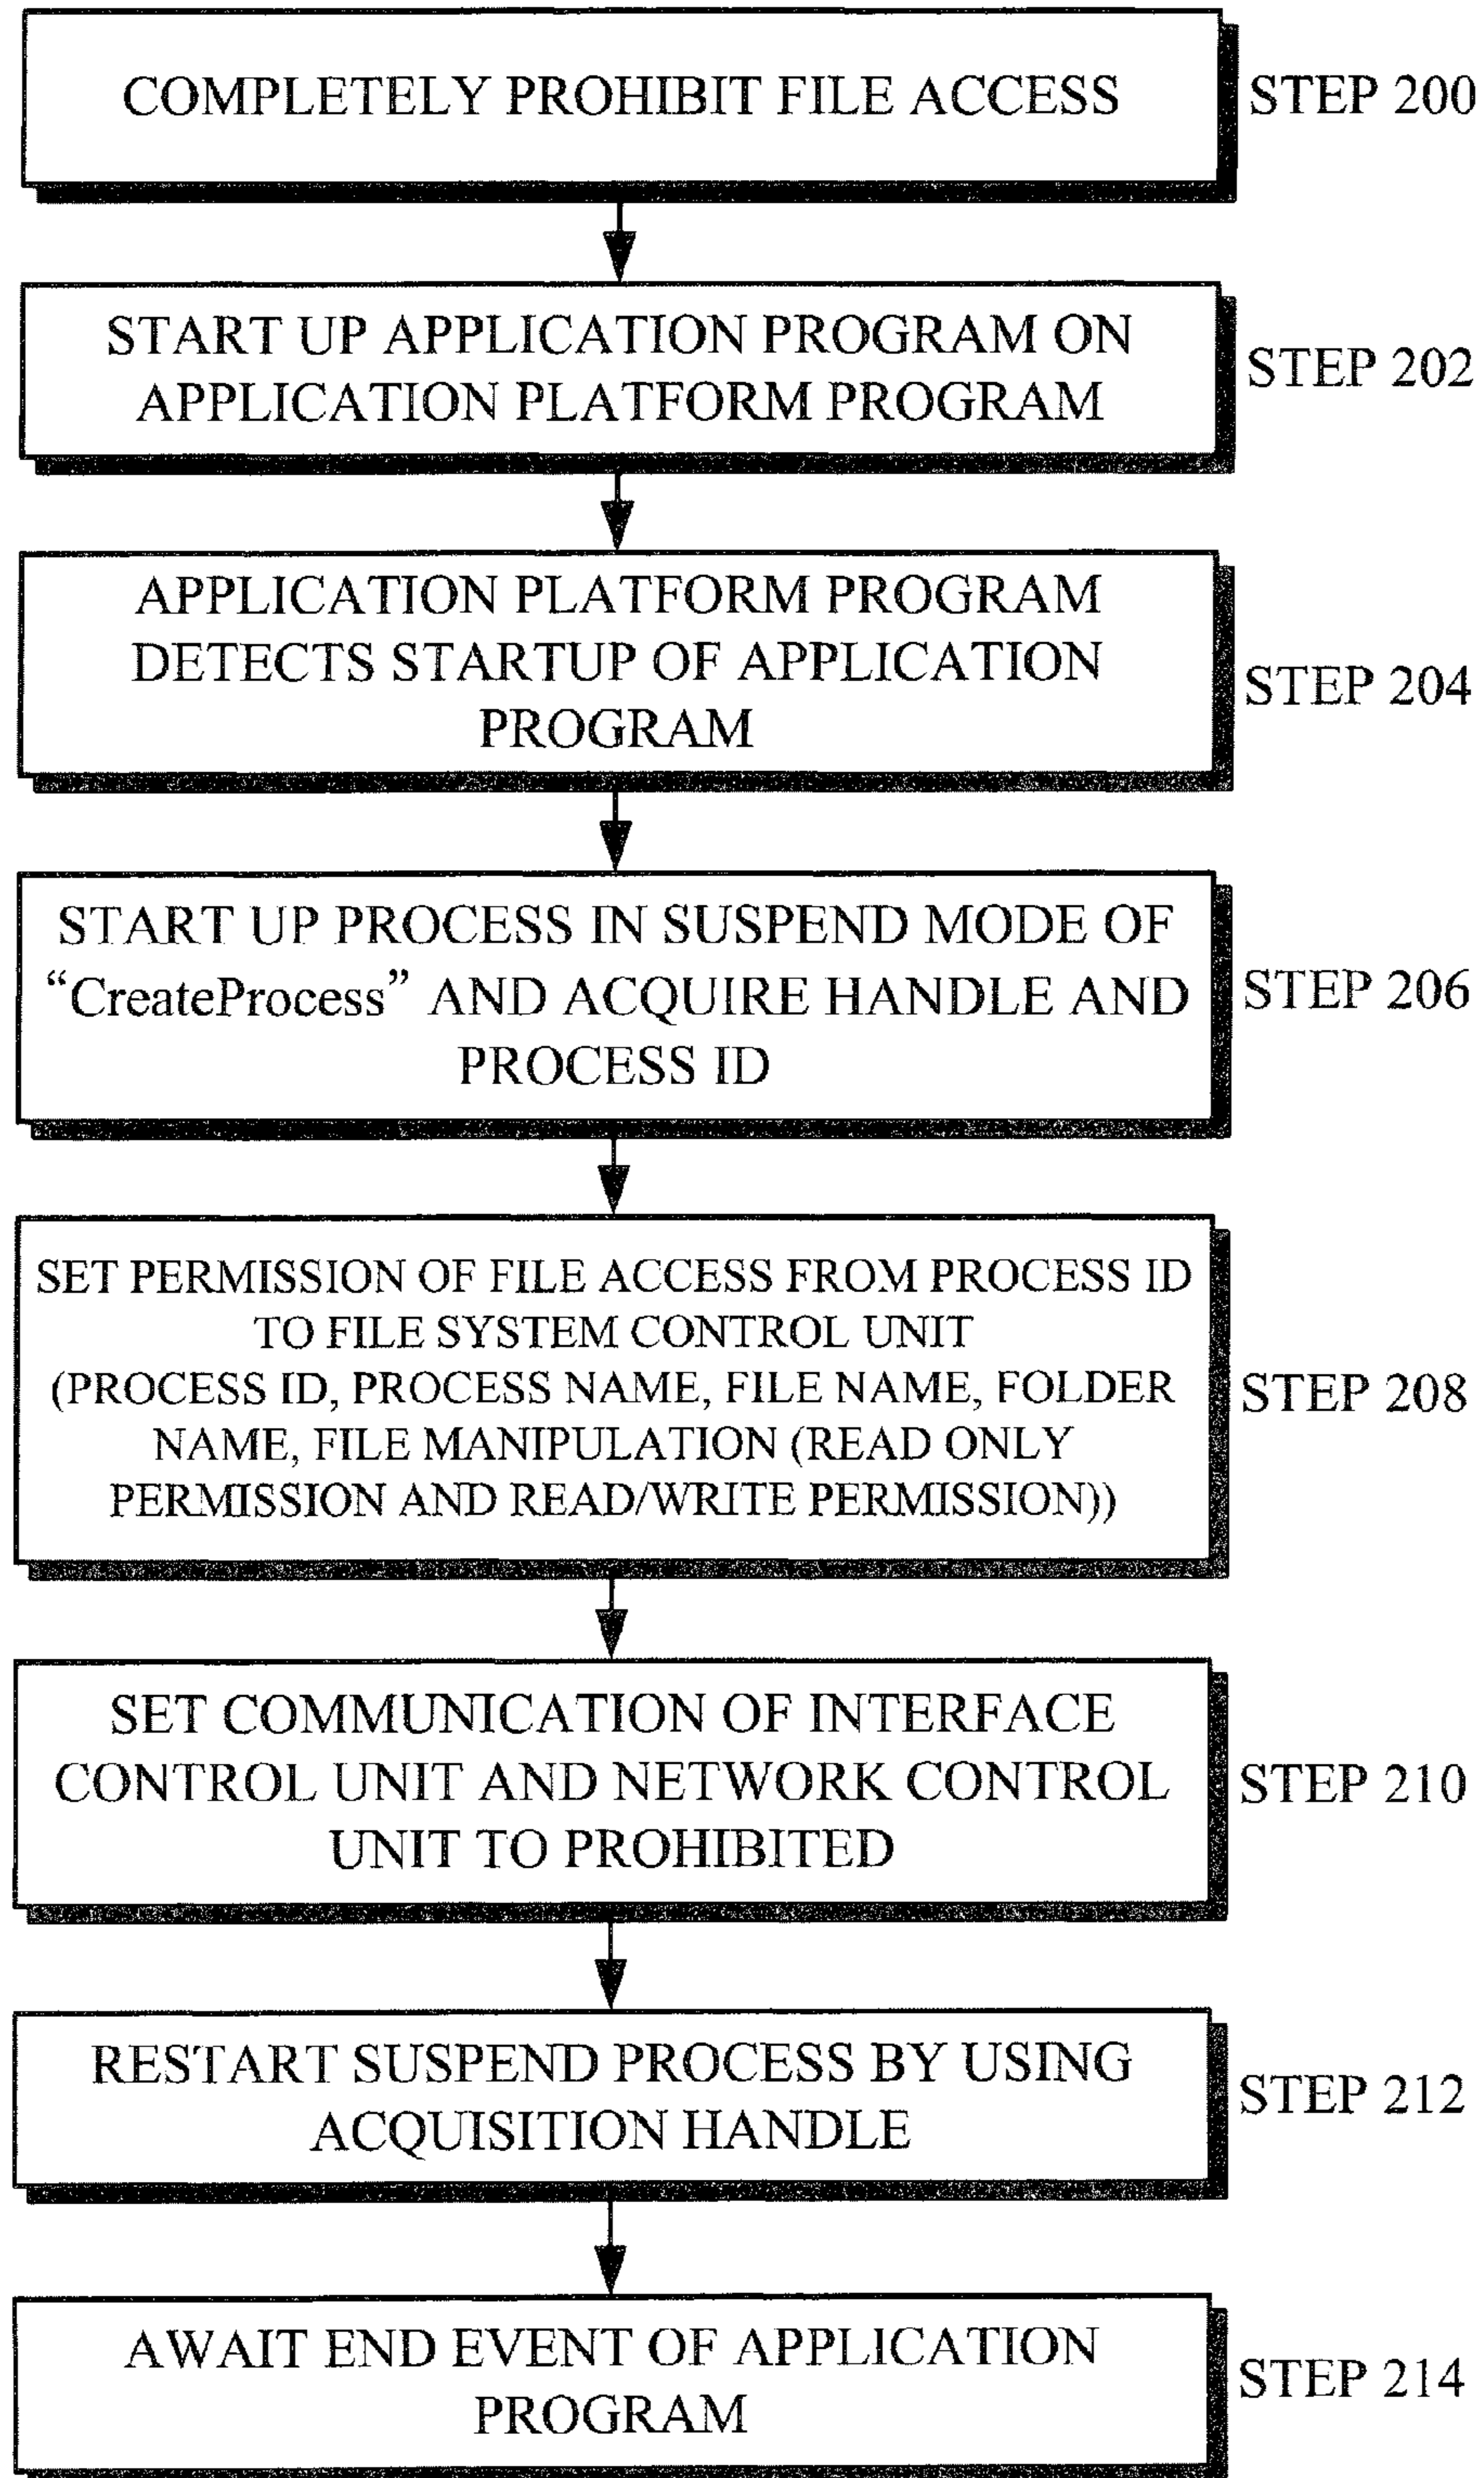 COMPLETELY PROHIBIT FILE ACCESS
STEP 200
START UP APPLICATION PROGRAM ON
APPLICATION PLATFORM PROGRAM
STEP 202
APPLICATION PLATFORM PROGRAM
DETECTS STARTUP OF APPLICATION
PROGRAM
STEP 204
START UP PROCESS IN SUSPEND MODE OF
“CreateProcess” AND ACQUIRE HANDLE AND
PROCESS ID
STEP 206
SET PERMISSION OF FILE ACCESS FROM PROCESS ID
TO FILE SYSTEM CONTROL UNIT
(PROCESS ID, PROCESS NAME, FILE NAME, FOLDER
NAME, FILE MANIPULATION (READ ONLY
PERMISSION AND READ/WRITE PERMISSION))
STEP 208
SET COMMUNICATION OF INTERFACE
CONTROL UNIT AND NETWORK CONTROL
UNIT TO PROHIBITED
STEP 210
RESTART SUSPEND PROCESS BY USING
ACQUISITION HANDLE
STEP 212
AWAIT END EVENT OF APPLICATION
PROGRAM
STEP 214